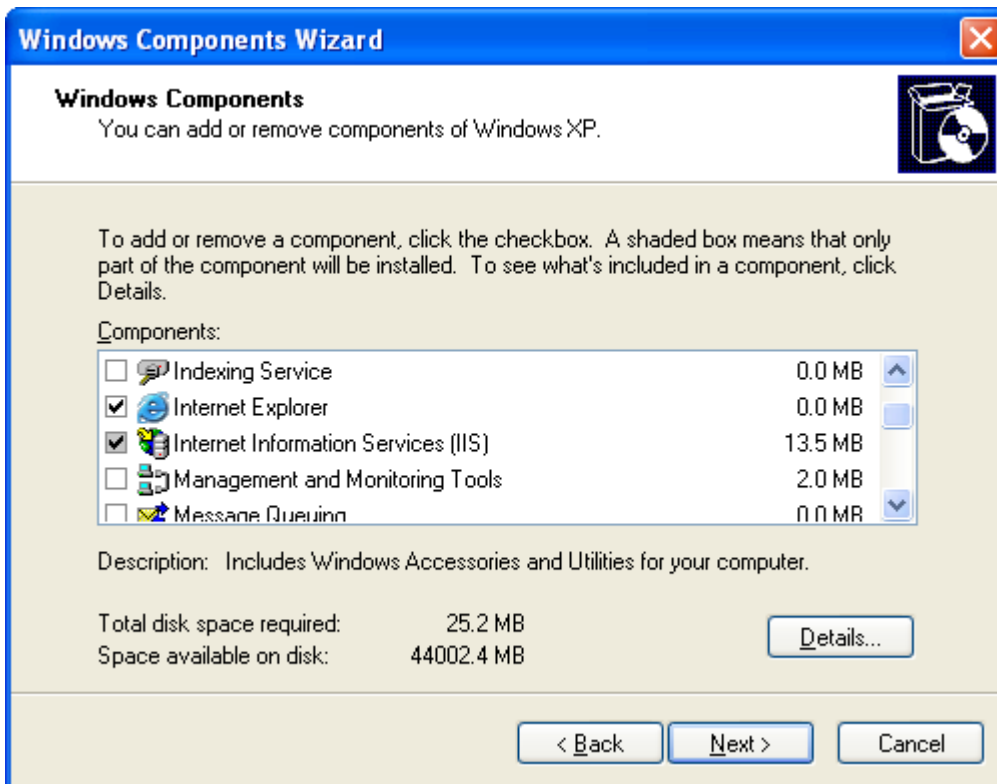 Windows Components Wizard
Windows Components
You can add or remove components of Windows XP.
To add or remove a component, click the checkbox. A shaded box means that only
part of the component will be installed. To see what's included in a component, click
Details.
Components:
Indexing Service 0.0 MB
Internet Explorer 0.0 MB
Internet Information Services (IIS) 13.5 MB
Management and Monitoring Tools 2.0 MB
Message Queuing 0.0 MB
Description: Includes Windows Accessories and Utilities for your computer.
Total disk space required: 25.2 MB
Space available on disk: 44002.4 MB
Details...
< Back Next > Cancel